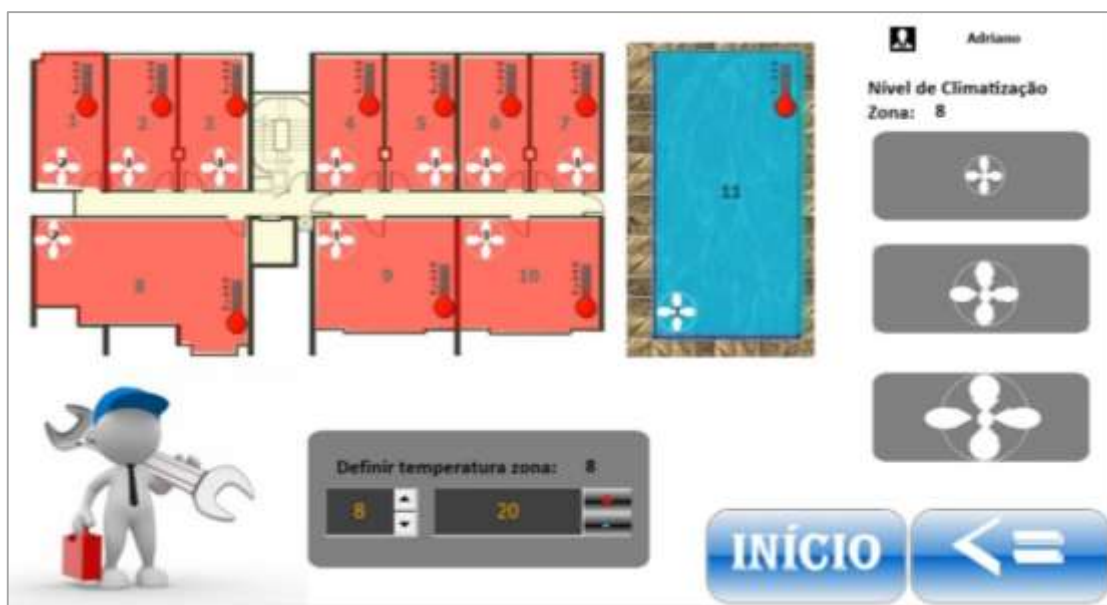 Adriano
Nível de Climatização
Zona: 8
1
2
3
4
5
6
7
8
9
10
11
Definir temperatura zona: 8
8
20
INÍCIO
<=